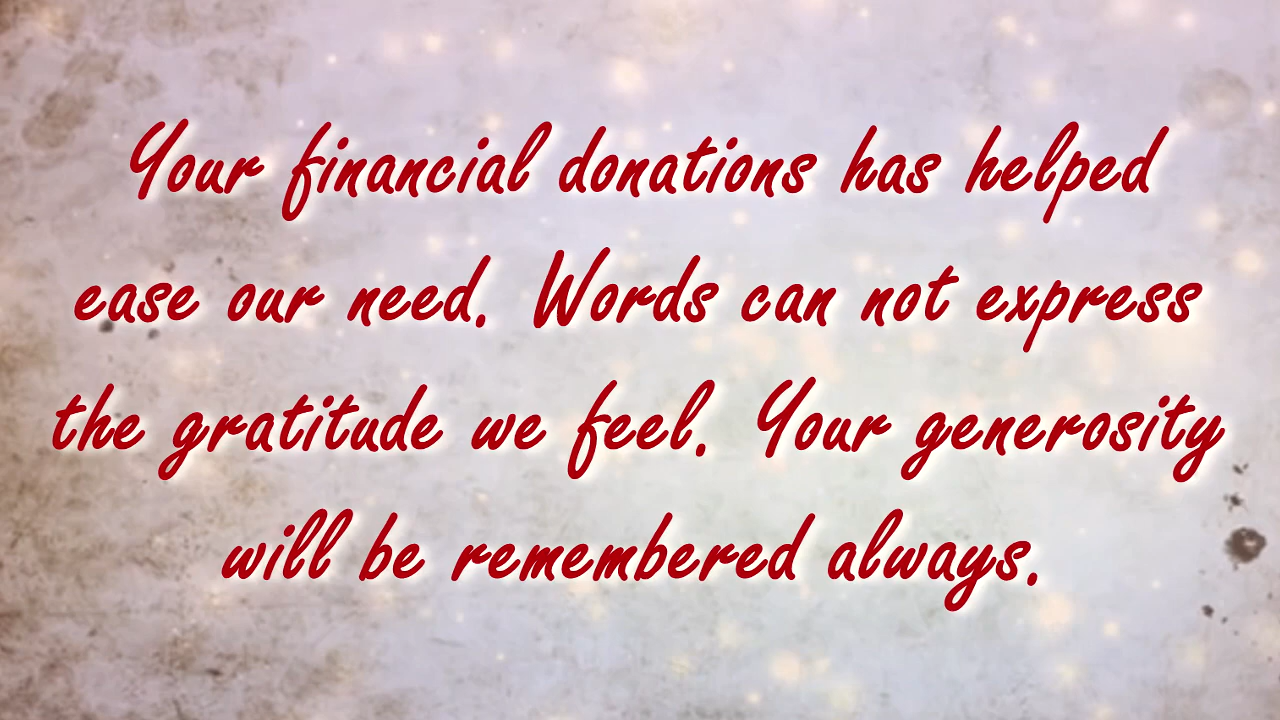 Your financial donations has helped
ease our need. Words can not express
the gratitude we feel. Your generosity
will be remembered always.